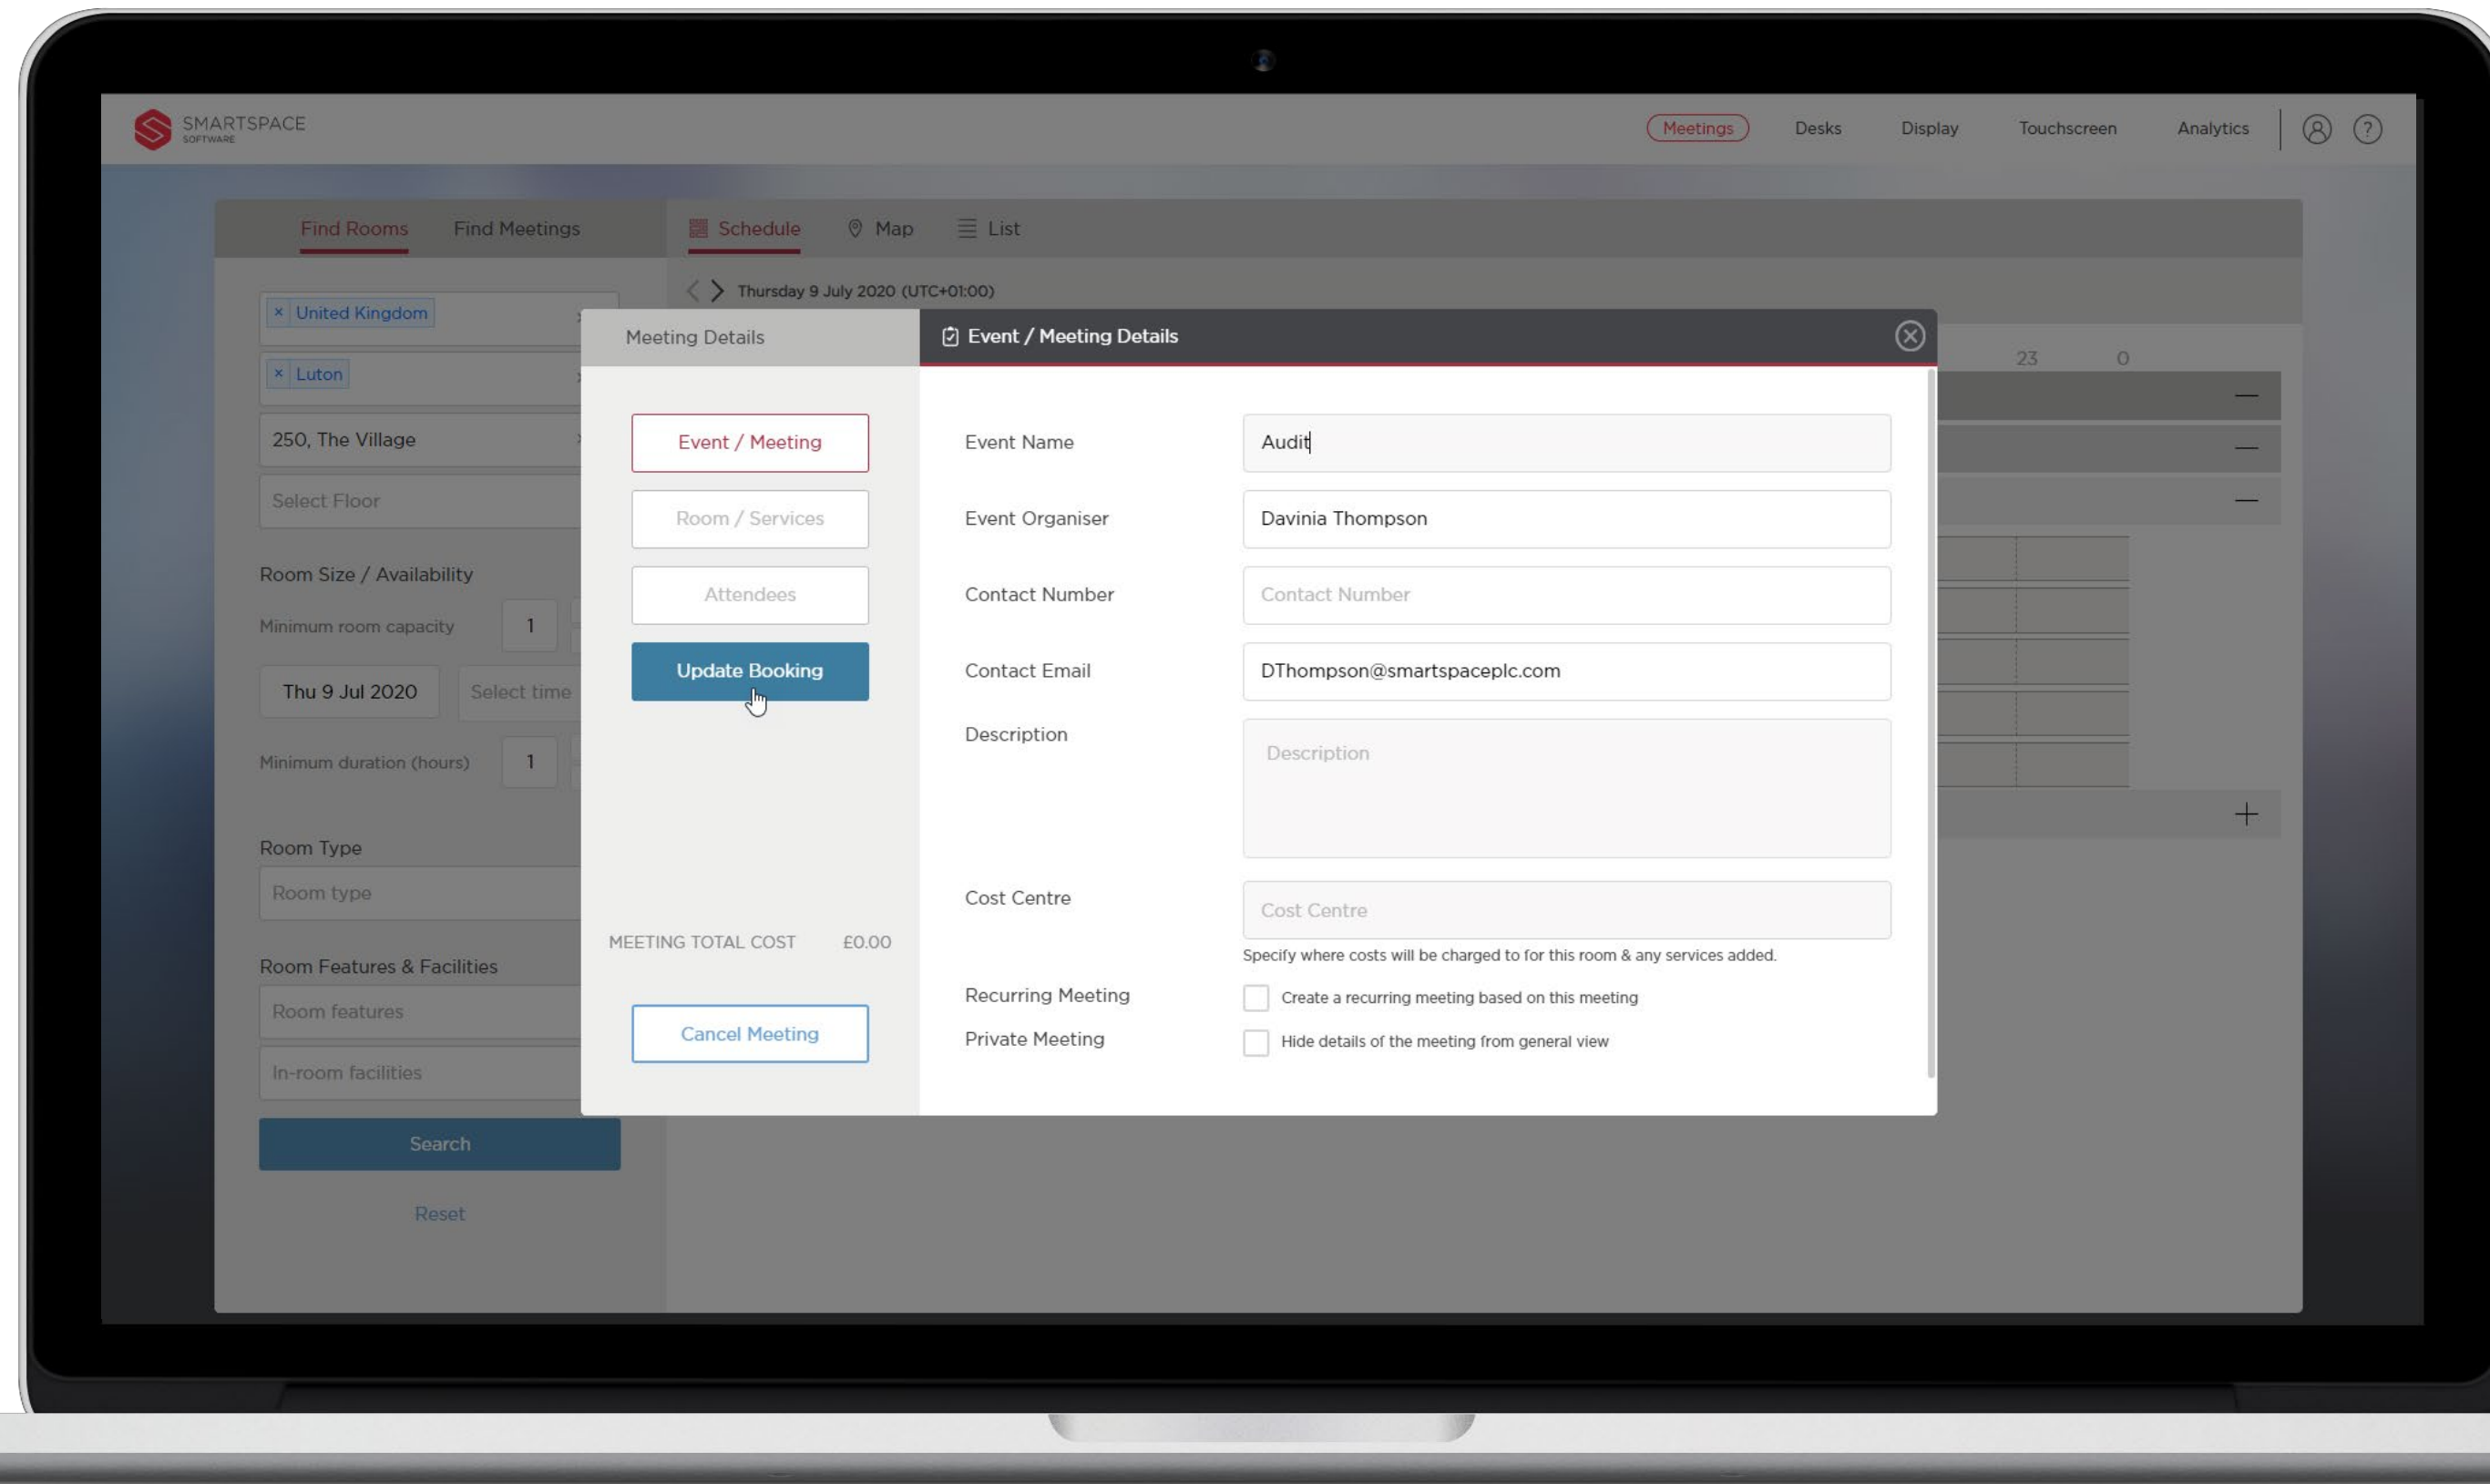 SMARTSPACE
SOFTWARE
Meetings
Desks
Display
Touchscreen
Analytics
?
Find Rooms
Find Meetings
Schedule
Map
List
Thursday 9 July 2020 (UTC+01:00)
× United Kingdom
× Luton
250, The Village
Select Floor
Room Size / Availability
Minimum room capacity 1
Thu 9 Jul 2020
Select time
Minimum duration (hours) 1
Room Type
Room type
Room Features & Facilities
Room features
In-room facilities
Search
Reset
23 0
Meeting Details
Event / Meeting
Room / Services
Attendees
Update Booking
MEETING TOTAL COST £0.00
Cancel Meeting
Event / Meeting Details
Event Name Audit
Event Organiser Davinia Thompson
Contact Number Contact Number
Contact Email DThompson@smartspaceplc.com
Description Description
Cost Centre Cost Centre
Specify where costs will be charged to for this room & any services added.
Recurring Meeting Create a recurring meeting based on this meeting
Private Meeting Hide details of the meeting from general view